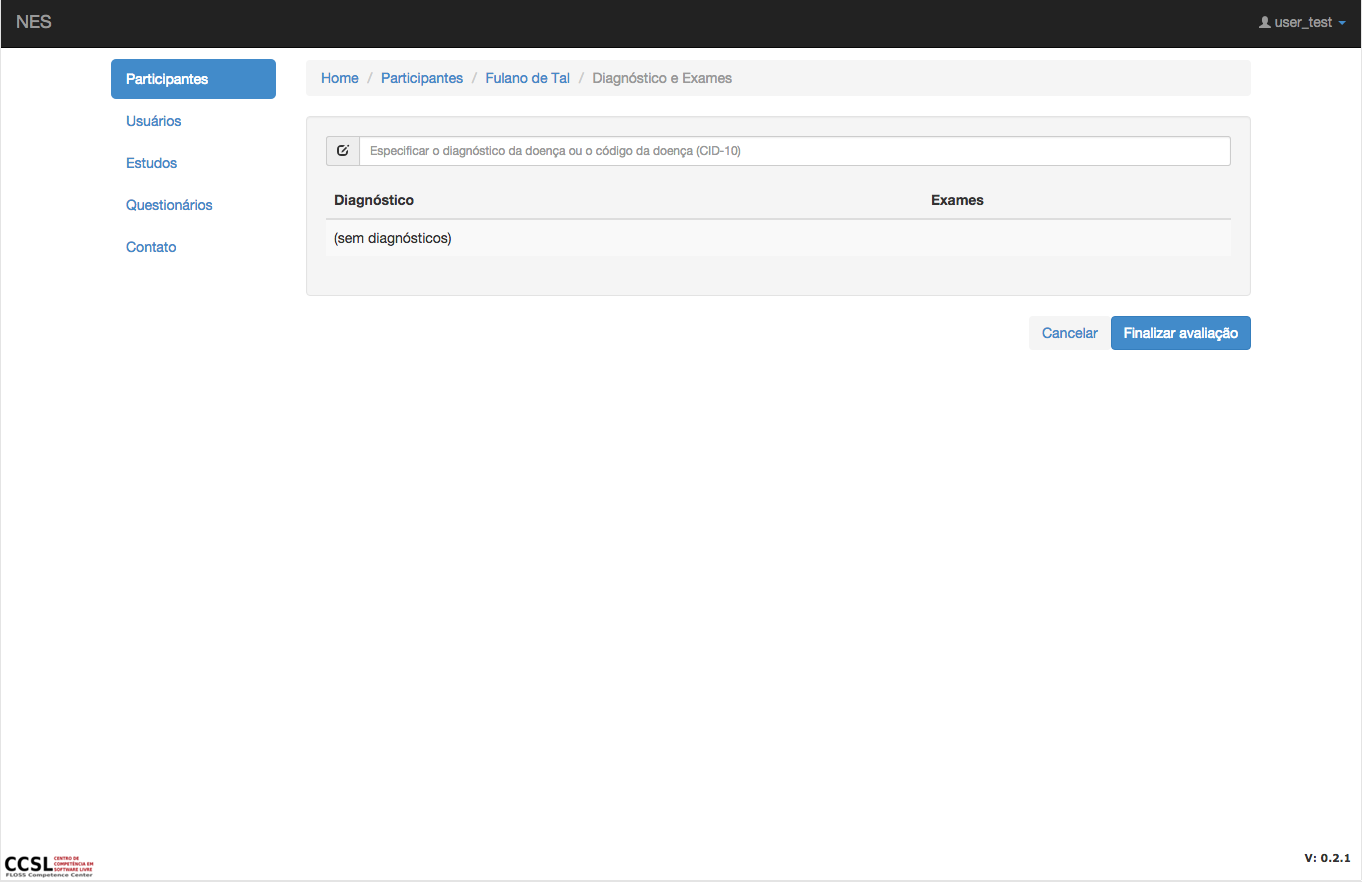 NES
user_test
Participantes
Usuários
Estudos
Questionários
Contato
Home / Participantes / Fulano de Tal / Diagnóstico e Exames
Especificar o diagnóstico da doença ou o código da doença (CID-10)
Diagnóstico Exames
(sem diagnósticos)
Cancelar Finalizar avaliação
CCSL
CENTRO DE
COMPETÊNCIA EM
SOFTWARE LIVRE
FLOSS Competence Center
V: 0.2.1